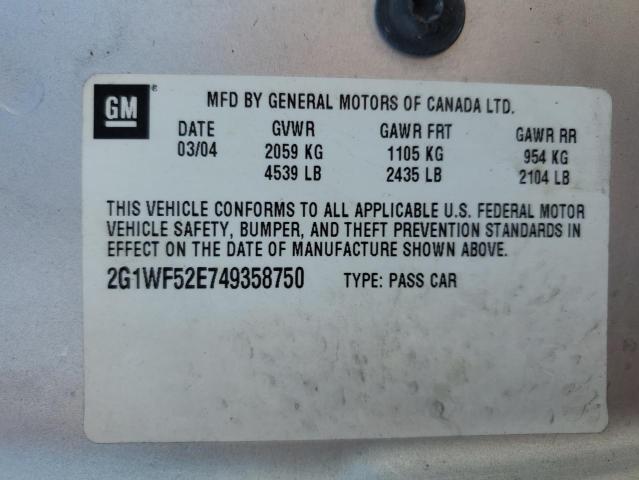 GM®
MFD BY GENERAL MOTORS OF CANADA LTD.
DATE GVWR GAWR FRT GAWR RR
03/04 2059 KG 1105 KG 954 KG
4539 LB 2435 LB 2104 LB
THIS VEHICLE CONFORMS TO ALL APPLICABLE U.S. FEDERAL MOTOR
VEHICLE SAFETY, BUMPER, AND THEFT PREVENTION STANDARDS IN
EFFECT ON THE DATE OF MANUFACTURE SHOWN ABOVE.
2G1WF52E749358750 TYPE: PASS CAR